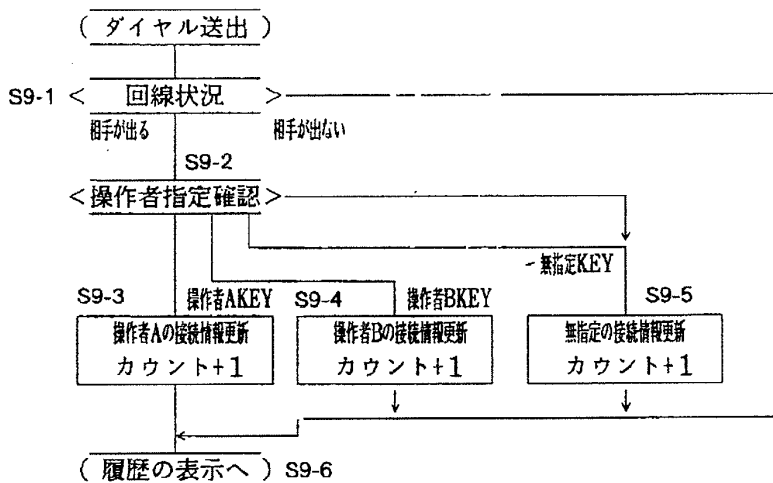 (ダイヤル送出)
S9-1 <回線状況>
相手が出る 相手が出ない
S9-2
<操作者指定確認>
無指定KEY
S9-3 操作者AKEY S9-4 操作者BKEY S9-5
操作者Aの接続情報更新 操作者Bの接続情報更新 無指定の接続情報更新
カウント+1 カウント+1 カウント+1
(履歴の表示へ) S9-6